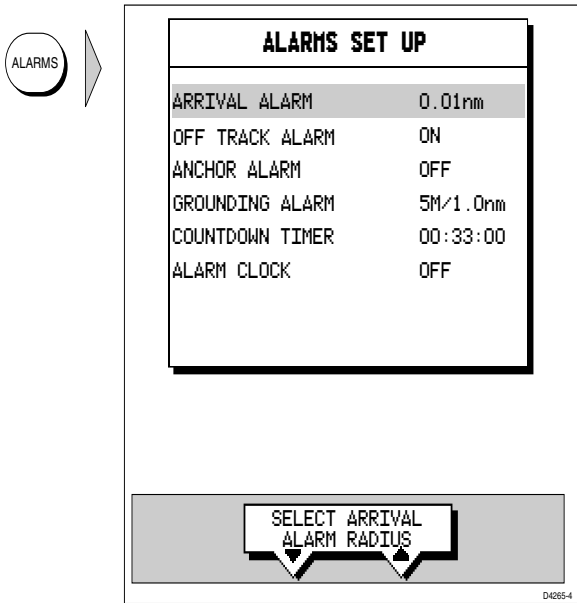 ALARMS
ALARMS SET UP
ARRIVAL ALARM 0.01nm
OFF TRACK ALARM ON
ANCHOR ALARM OFF
GROUNDING ALARM 5M/1.0nm
COUNTDOWN TIMER 00:33:00
ALARM CLOCK OFF
SELECT ARRIVAL
ALARM RADIUS
D4265-4